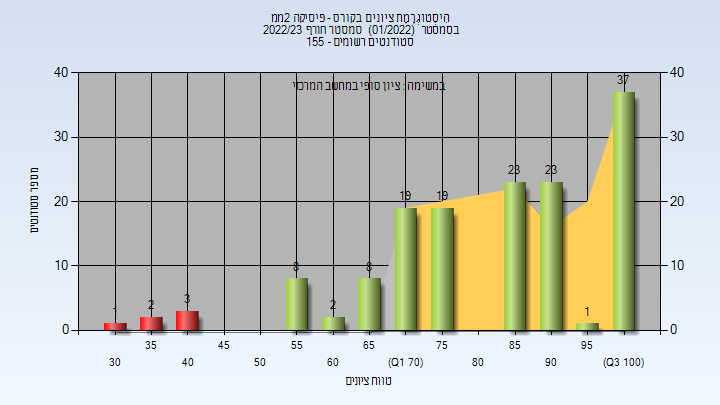 היסטוגרמת ציונים בקורס - פיסיקה 2ממ
בסמסטר (01/2022) סמסטר חורף 2022/23
סטודנטים רשומים - 155
במשימה : ציון סופי במחשב המרכזי
40 40
30 30
20 20
10 10
0 0
מספר סטודנטים
1 2 3 8 2 8 19 19 23 23 1 37
35 45 55 65 75 85 95
30 40 50 60 (Q1 70) 80 90 (Q3 100)
טווח ציונים